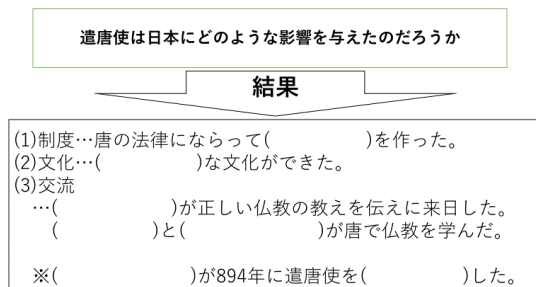 遣唐使は日本にどのような影響を与えたのだろうか
結果
(1)制度…唐の法律にならって(　　　　　　)を作った。
(2)文化…(　　　　　　)な文化ができた。
(3)交流
…(　　　　　　　)が正しい仏教の教えを伝えに来日した。
(　　　　　　)と(　　　　　　　　)が唐で仏教を学んだ。
※(　　　　　　　　)が894年に遣唐使を(　　　　　　)した。